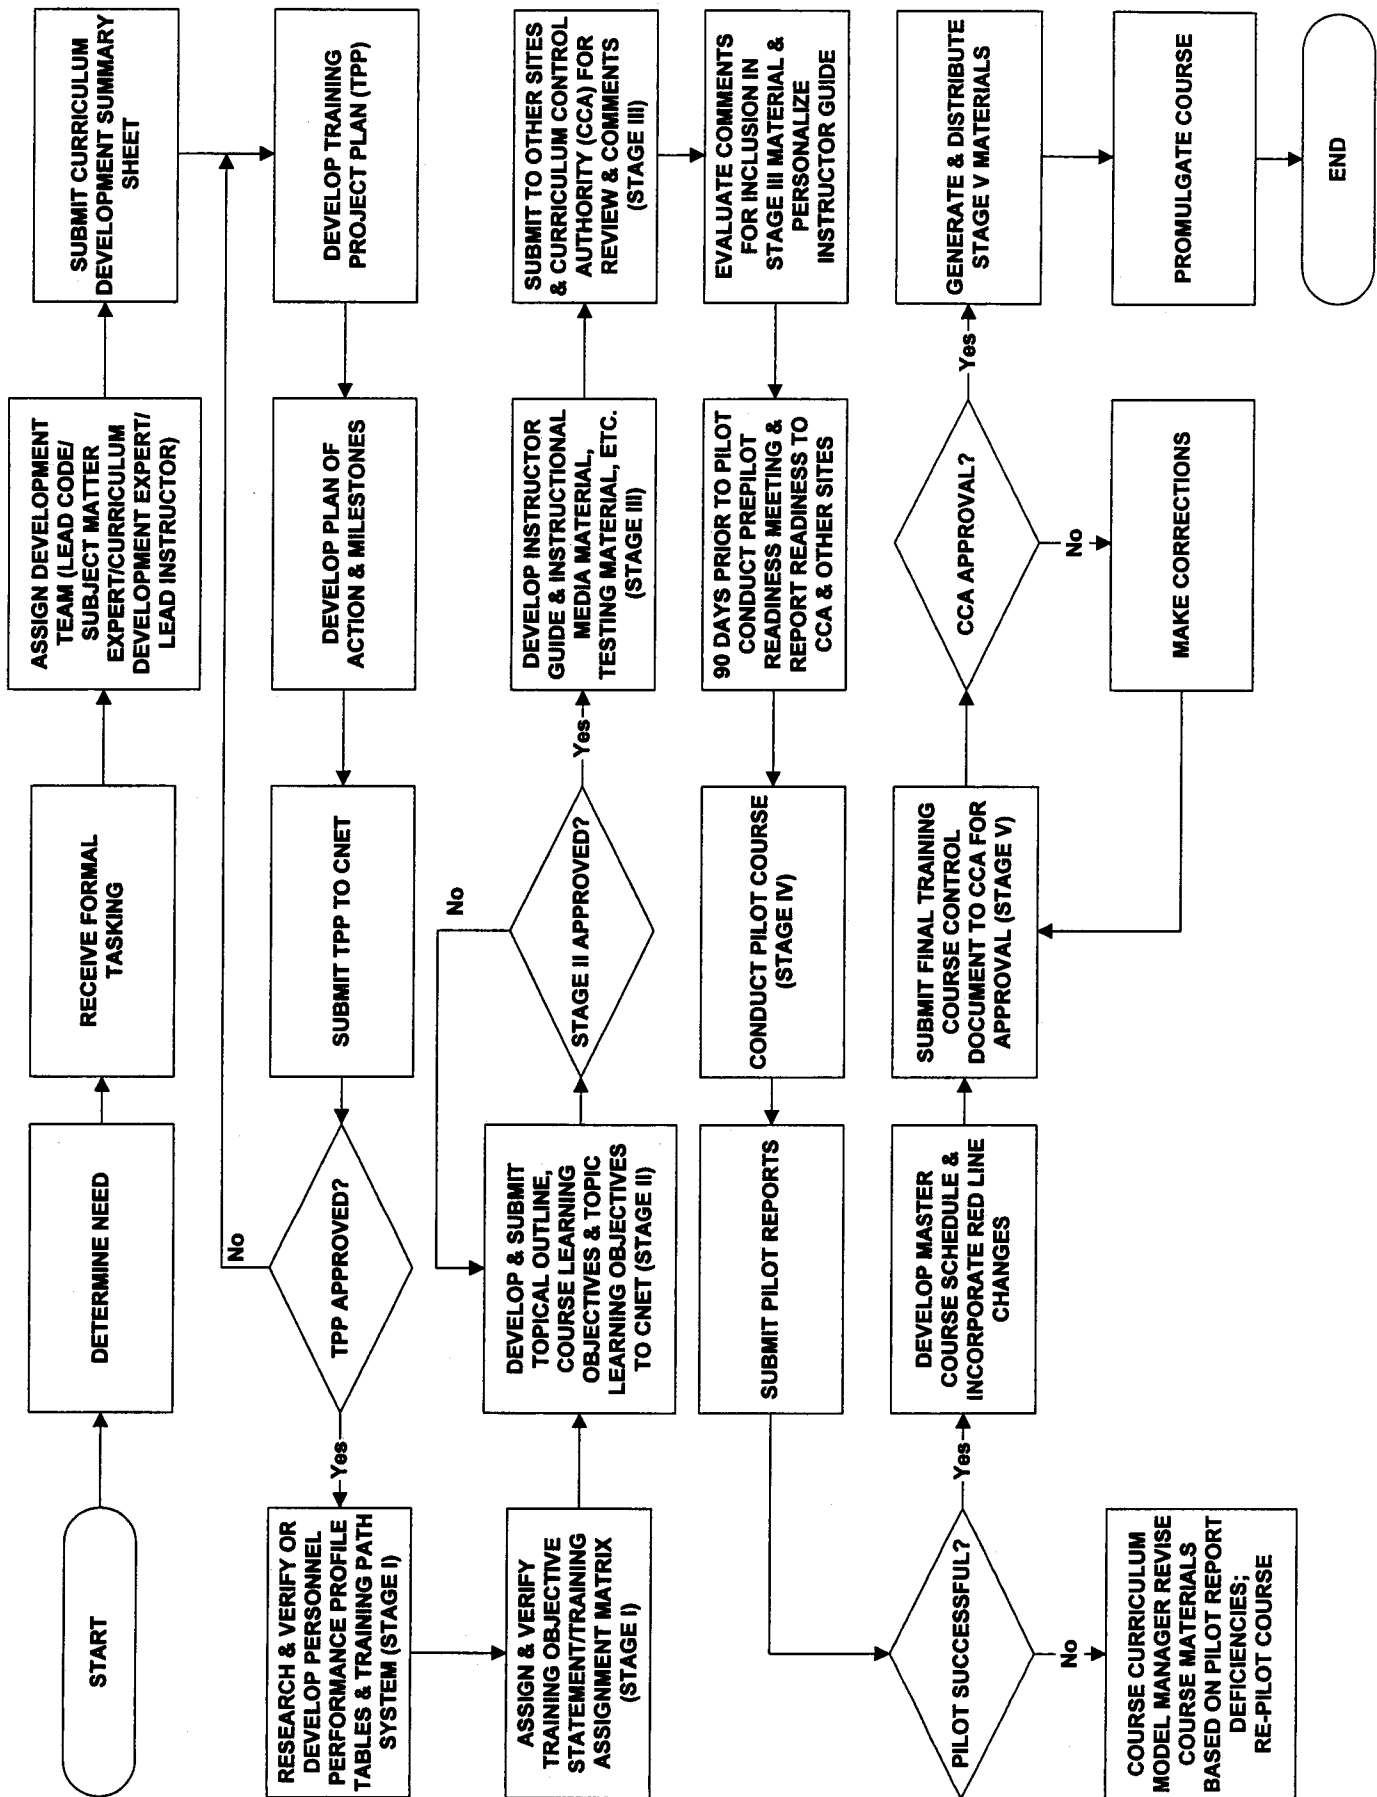 START
DETERMINE NEED
RECEIVE FORMAL
TASKING
ASSIGN DEVELOPMENT
TEAM (LEAD CODE/
SUBJECT MATTER
EXPERT/CURRICULUM
DEVELOPMENT EXPERT/
LEAD INSTRUCTOR)
SUBMIT CURRICULUM
DEVELOPMENT SUMMARY
SHEET
DEVELOP TRAINING
PROJECT PLAN (TPP)
DEVELOP PLAN OF
ACTION & MILESTONES
SUBMIT TPP TO CNET
TPP APPROVED?
No
Yes
RESEARCH & VERIFY OR
DEVELOP PERSONNEL
PERFORMANCE PROFILE
TABLES & TRAINING PATH
SYSTEM (STAGE I)
ASSIGN & VERIFY
TRAINING OBJECTIVE
STATEMENT/TRAINING
ASSIGNMENT MATRIX
(STAGE I)
DEVELOP & SUBMIT
TOPICAL OUTLINE,
COURSE LEARNING
OBJECTIVES & TOPIC
LEARNING OBJECTIVES
TO CNET (STAGE II)
STAGE II APPROVED?
No
Yes
DEVELOP INSTRUCTOR
GUIDE & INSTRUCTIONAL
MEDIA MATERIAL,
TESTING MATERIAL, ETC.
(STAGE III)
SUBMIT TO OTHER SITES
& CURRICULUM CONTROL
AUTHORITY (CCA) FOR
REVIEW & COMMENTS
(STAGE III)
EVALUATE COMMENTS
FOR INCLUSION IN
STAGE III MATERIAL &
PERSONALIZE
INSTRUCTOR GUIDE
90 DAYS PRIOR TO PILOT
CONDUCT PREPILOT
READINESS MEETING &
REPORT READINESS TO
CCA & OTHER SITES
CONDUCT PILOT COURSE
(STAGE IV)
SUBMIT PILOT REPORTS
PILOT SUCCESSFUL?
No
COURSE CURRICULUM
MODEL MANAGER REVISE
COURSE MATERIALS
BASED ON PILOT REPORT
DEFICIENCIES;
RE-PILOT COURSE
Yes
DEVELOP MASTER
COURSE SCHEDULE &
INCORPORATE RED LINE
CHANGES
SUBMIT FINAL TRAINING
COURSE CONTROL
DOCUMENT TO CCA FOR
APPROVAL (STAGE V)
CCA APPROVAL?
No
MAKE CORRECTIONS
Yes
GENERATE & DISTRIBUTE
STAGE V MATERIALS
PROMULGATE COURSE
END